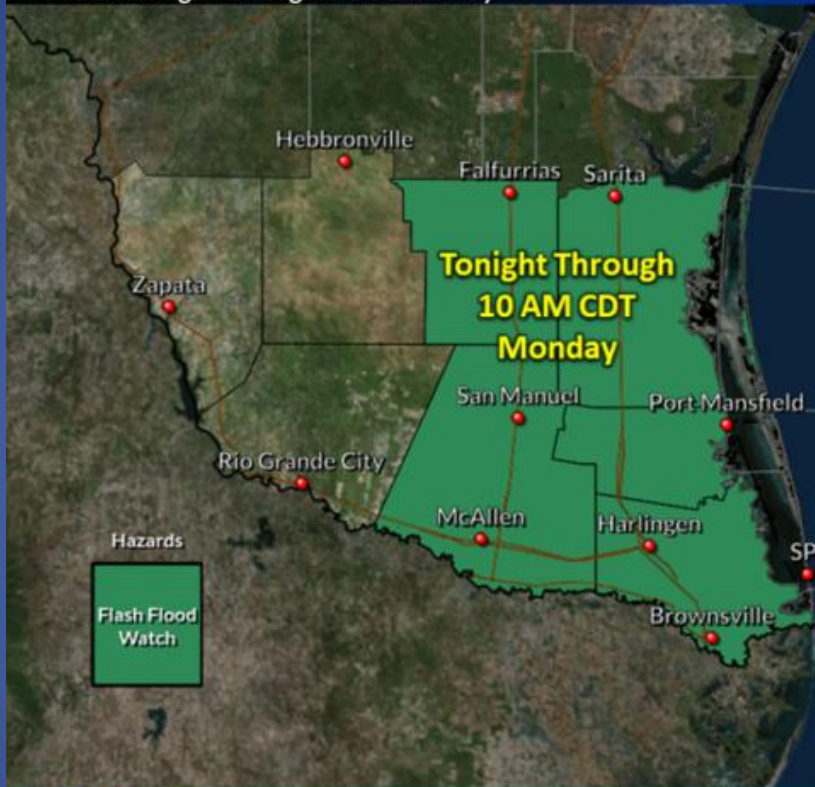 Hebbronville
Falfurrias
Sarita
Tonight Through
10 AM CDT
Monday
Zapata
San Manuel
Port Mansfield
Rio Grande City
McAllen
Harlingen
Hazards
SP
Flash Flood
Watch
Brownsville